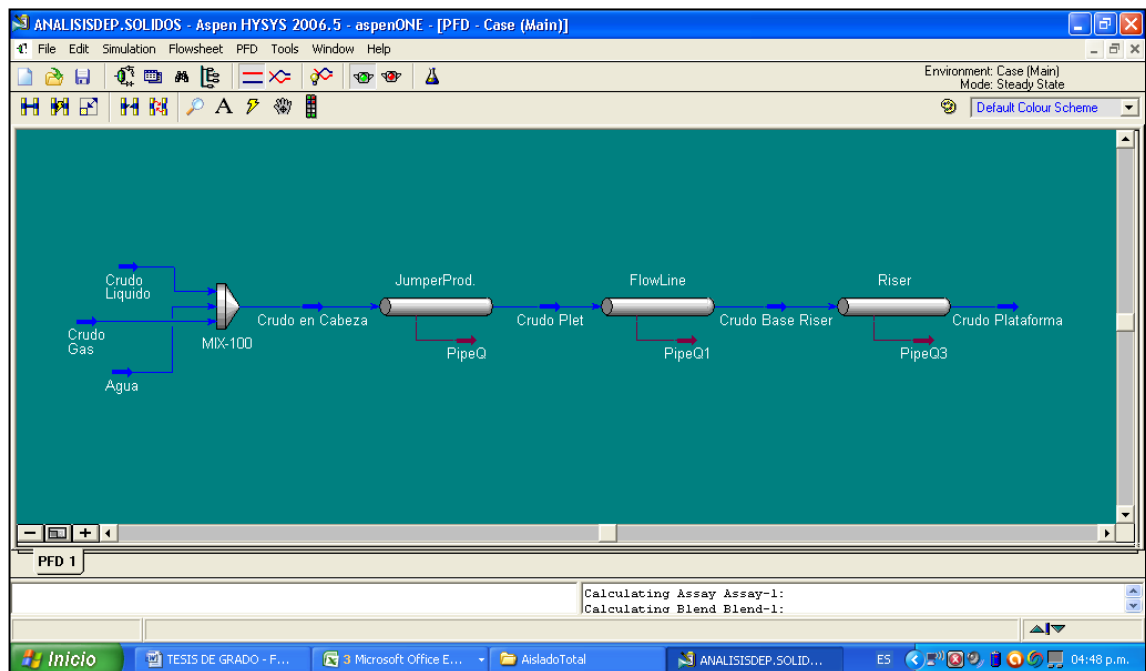 ANALISISDEP.SOLIDOS - Aspen HYSYS 2006.5 - aspenONE - [PFD - Case (Main)]
File Edit Simulation Flowsheet PFD Tools Window Help
Environment: Case (Main)
Mode: Steady State
A
Default Colour Scheme
Crudo
Liquido
JumperProd.
FlowLine
Riser
Crudo en Cabeza
Crudo Plet
Crudo Base Riser
Crudo Plataforma
Crudo
Gas
MIX-100
PipeQ
PipeQ1
PipeQ3
Agua
PFD 1
Calculating Assay Assay-1:
Calculating Blend Blend-1:
Inicio
TESIS DE GRADO - F...
3 Microsoft Office E...
AisladoTotal
ANALISISDEP.SOLID...
ES
04:48 p.m.